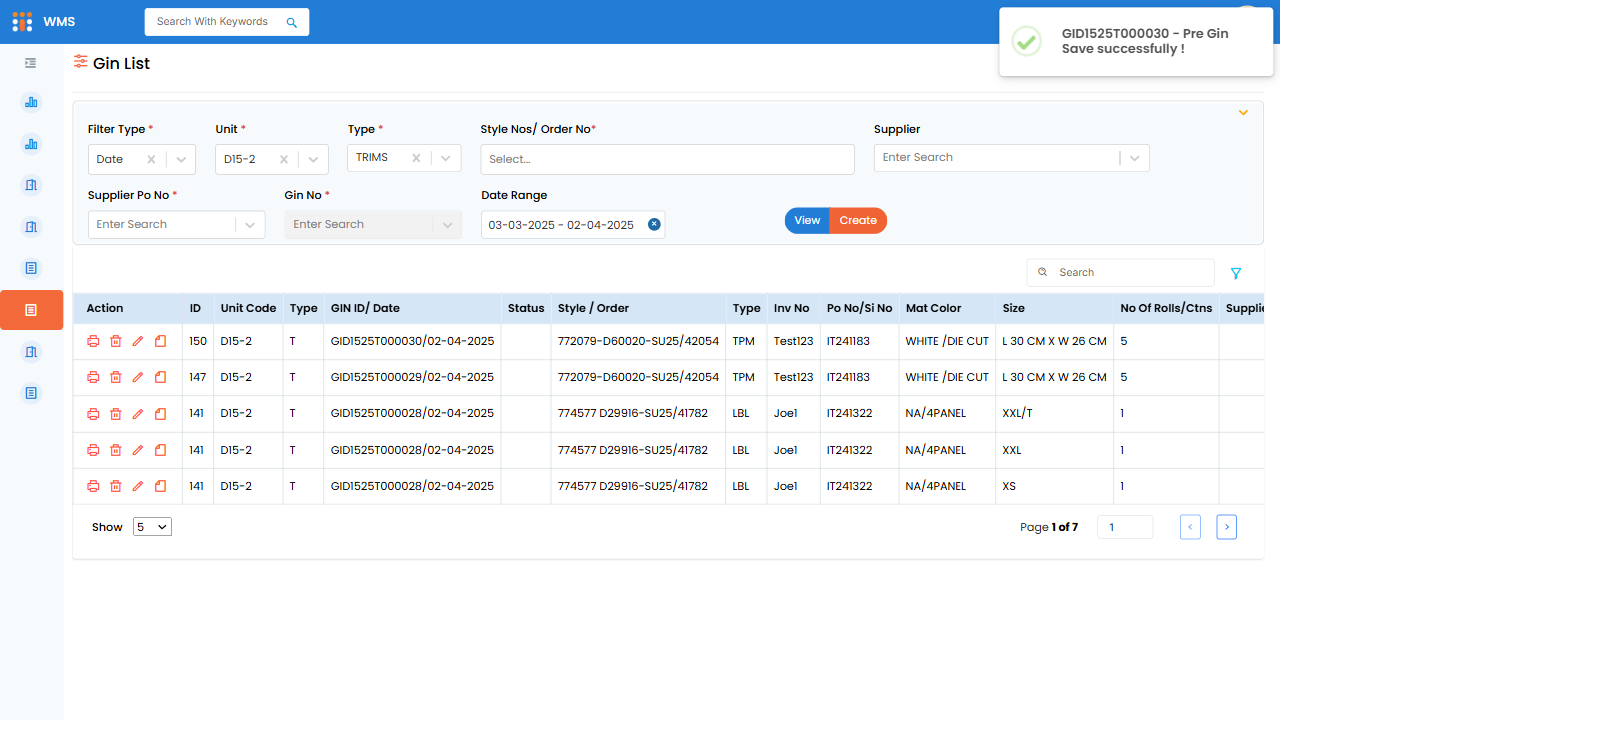 WMS
Search With Keywords
GID1525T000030 - Pre Gin
Save successfully !
Gin List
Filter Type *
Unit *
Type *
Style Nos/ Order No*
Supplier
Date
D15-2
TRIMS
Select...
Enter Search
Supplier Po No *
Gin No *
Date Range
Enter Search
Enter Search
03-03-2025 - 02-04-2025
View
Create
Search
Action ID Unit Code Type GIN ID/ Date Status Style / Order Type Inv No Po No/Si No Mat Color Size No Of Rolls/Ctns
150 D15-2 T GID1525T000030/02-04-2025 772079-D60020-SU25/42054 TPM Test123 IT241183 WHITE /DIE CUT L 30 CM X W 26 CM 5
147 D15-2 T GID1525T000029/02-04-2025 772079-D60020-SU25/42054 TPM Test123 IT241183 WHITE /DIE CUT L 30 CM X W 26 CM 5
141 D15-2 T GID1525T000028/02-04-2025 774577 D29916-SU25/41782 LBL Joe1 IT241322 NA/4PANEL XXL/T 1
141 D15-2 T GID1525T000028/02-04-2025 774577 D29916-SU25/41782 LBL Joe1 IT241322 NA/4PANEL XXL 1
141 D15-2 T GID1525T000028/02-04-2025 774577 D29916-SU25/41782 LBL Joe1 IT241322 NA/4PANEL XS 1
Show 5
Page 1 of 7 1